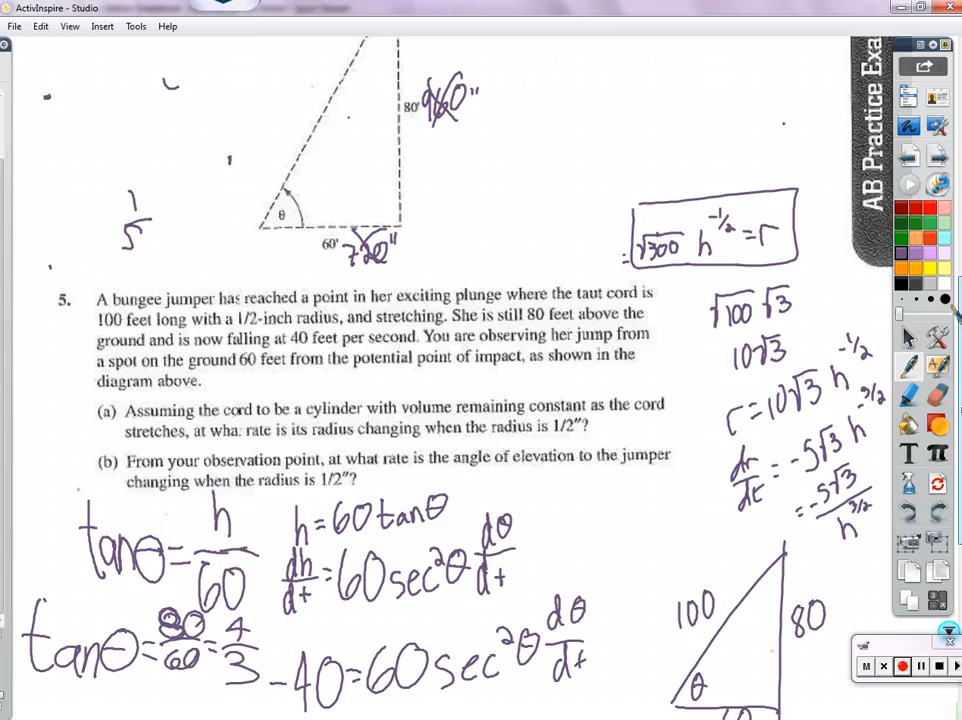 ActivInspire - Studio
File Edit View Insert Tools Help
AB Practice Exa
80'
θ
60'
1/5
= √300 h^-1/2 = r
√100 √3
10√3
r = 10√3 h^-1/2
dr/dt = -5√3 h^-3/2
= -5√3 / h^3/2
5. A bungee jumper has reached a point in her exciting plunge where the taut cord is
100 feet long with a 1/2-inch radius, and stretching. She is still 80 feet above the
ground and is now falling at 40 feet per second. You are observing her jump from
a spot on the ground 60 feet from the potential point of impact, as shown in the
diagram above.
(a) Assuming the cord to be a cylinder with volume remaining constant as the cord
stretches, at what rate is its radius changing when the radius is 1/2"?
(b) From your observation point, at what rate is the angle of elevation to the jumper
changing when the radius is 1/2"?
tanθ = h/60
h = 60 tanθ
dh/dt = 60 sec²θ dθ/dt
tanθ = 80/60 = 4/3
-40 = 60 sec²θ dθ/dt
100
80
θ
T π
M